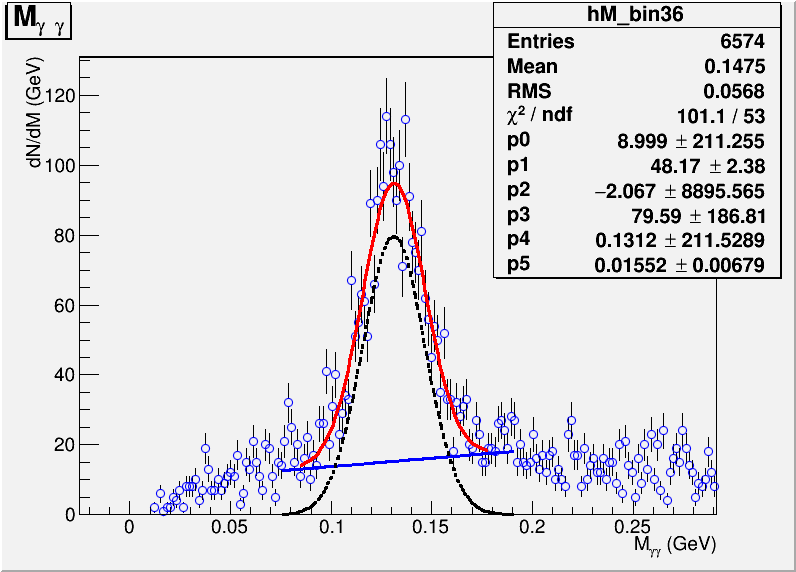 Mγ γ
hM_bin36
Entries 6574
Mean 0.1475
RMS 0.0568
χ² / ndf 101.1 / 53
p0 8.999 ± 211.255
p1 48.17 ± 2.38
p2 −2.067 ± 8895.565
p3 79.59 ± 186.81
p4 0.1312 ± 211.5289
p5 0.01552 ± 0.00679
dN/dM (GeV)
120
100
80
60
40
20
0
0 0.05 0.1 0.15 0.2 0.25
Mγγ (GeV)